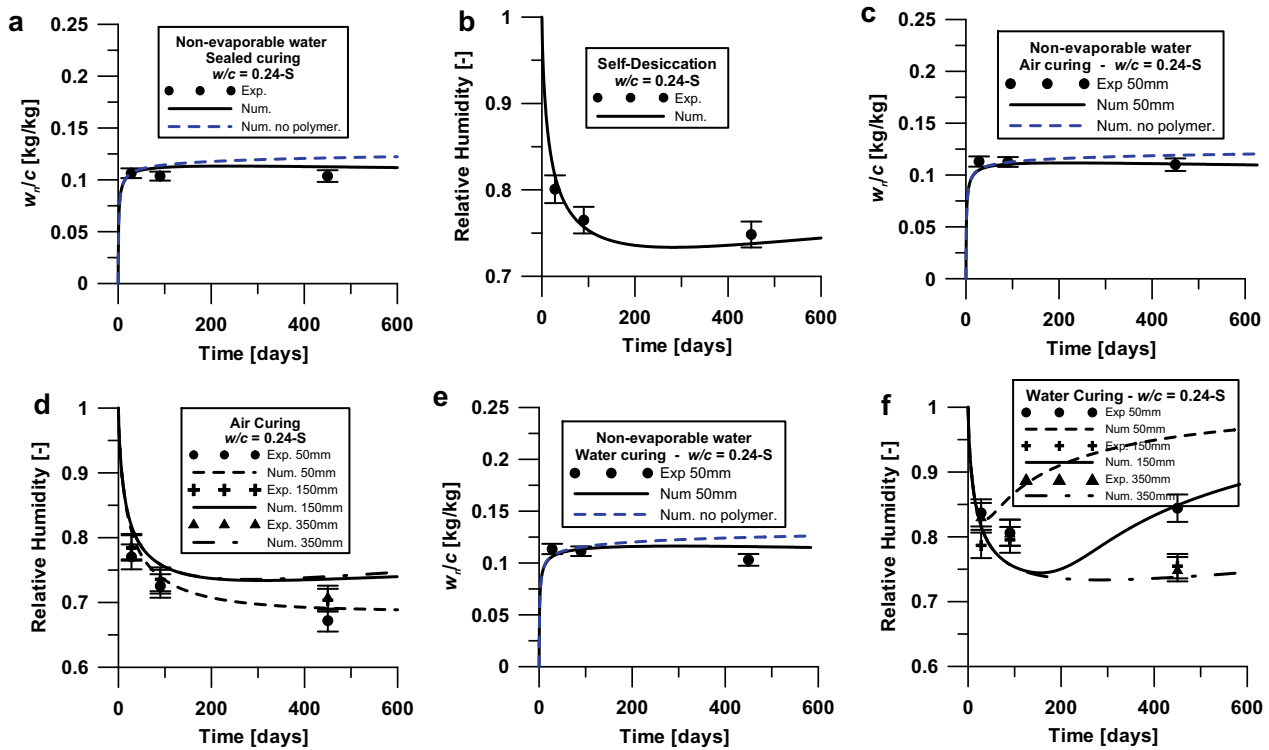 a
0.25
0.2
0.15
0.1
0.05
0
wn/c [kg/kg]
Non-evaporable water
Sealed curing
w/c = 0.24-S
Exp.
Num.
Num. no polymer.
0 200 400 600
Time [days]
b
1
0.9
0.8
0.7
Relative Humidity [-]
Self-Desiccation
w/c = 0.24-S
Exp.
Num.
0 200 400 600
Time [days]
c
0.25
0.2
0.15
0.1
0.05
0
wn/c [kg/kg]
Non-evaporable water
Air curing - w/c = 0.24-S
Exp 50mm
Num 50mm
Num. no polymer.
0 200 400 600
Time [days]
d
1
0.9
0.8
0.7
0.6
Relative Humidity [-]
Air Curing
w/c = 0.24-S
Exp. 50mm
Num. 50mm
Exp. 150mm
Num. 150mm
Exp. 350mm
Num. 350mm
0 200 400 600
Time [days]
e
0.25
0.2
0.15
0.1
0.05
0
wn/c [kg/kg]
Non-evaporable water
Water curing - w/c = 0.24-S
Exp 50mm
Num 50mm
Num. no polymer.
0 200 400 600
Time [days]
f
1
0.9
0.8
0.7
0.6
Relative Humidity [-]
Water Curing - w/c = 0.24-S
Exp 50mm
Num 50mm
Exp. 150mm
Num. 150mm
Exp. 350mm
Num. 350mm
0 200 400 600
Time [days]